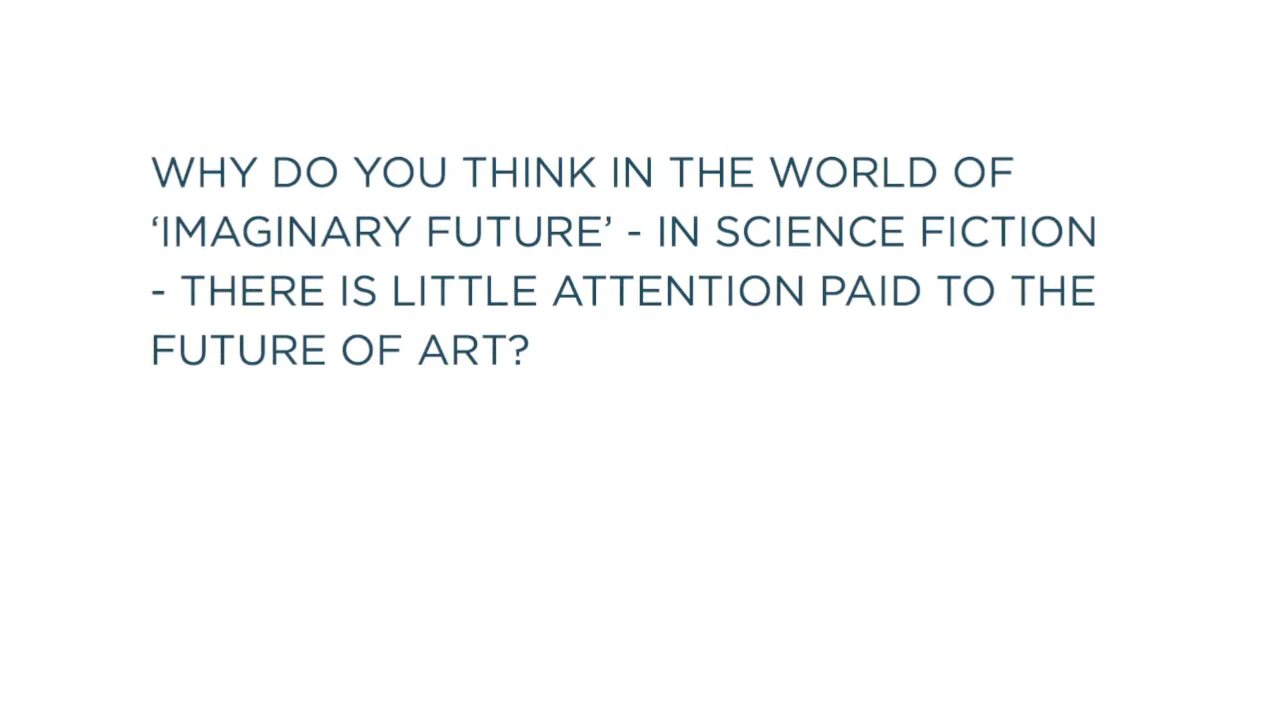 WHY DO YOU THINK IN THE WORLD OF
‘IMAGINARY FUTURE’ - IN SCIENCE FICTION
- THERE IS LITTLE ATTENTION PAID TO THE
FUTURE OF ART?